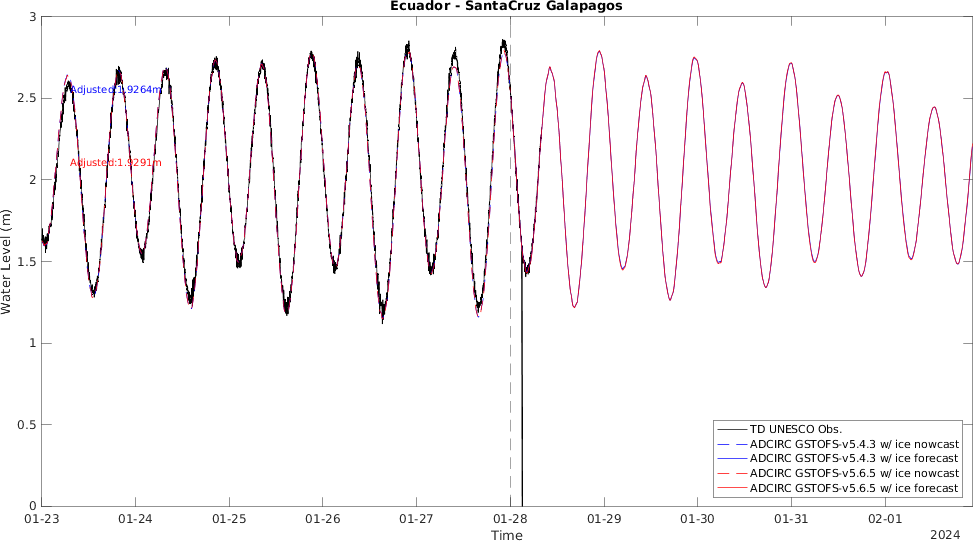 Ecuador - SantaCruz Galapagos
3
2.5
2
1.5
1
0.5
0
Water Level (m)
Adjusted:1.9264m
Adjusted:1.9291m
TD UNESCO Obs.
ADCIRC GSTOFS-v5.4.3 w/ ice nowcast
ADCIRC GSTOFS-v5.4.3 w/ ice forecast
ADCIRC GSTOFS-v5.6.5 w/ ice nowcast
ADCIRC GSTOFS-v5.6.5 w/ ice forecast
01-23 01-24 01-25 01-26 01-27 01-28 01-29 01-30 01-31 02-01
Time
2024